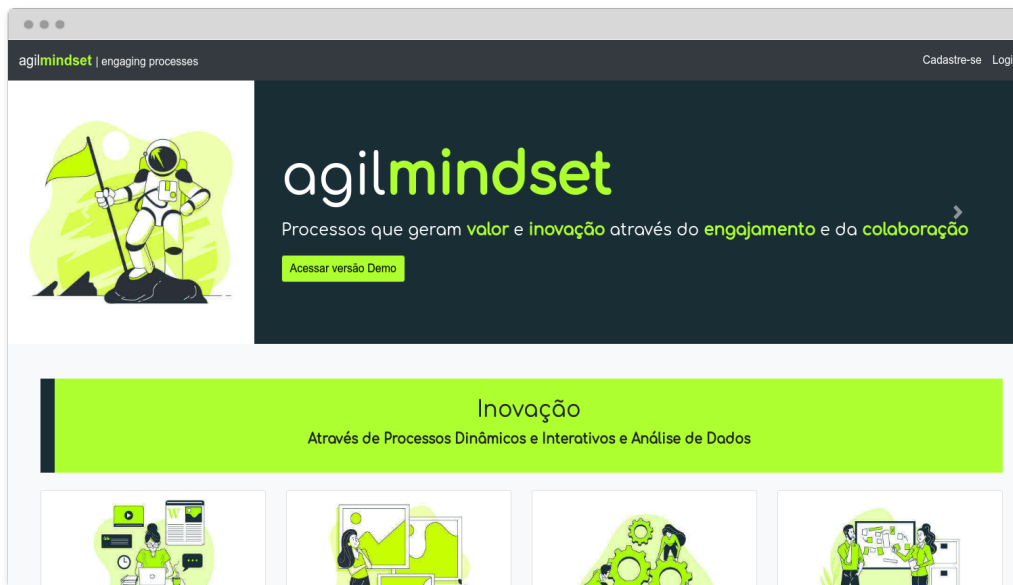 agilmindset | engaging processes
Cadastre-se Logi
agilmindset
Processos que geram valor e inovação através do engajamento e da colaboração
Acessar versão Demo
Inovação
Através de Processos Dinâmicos e Interativos e Análise de Dados
W